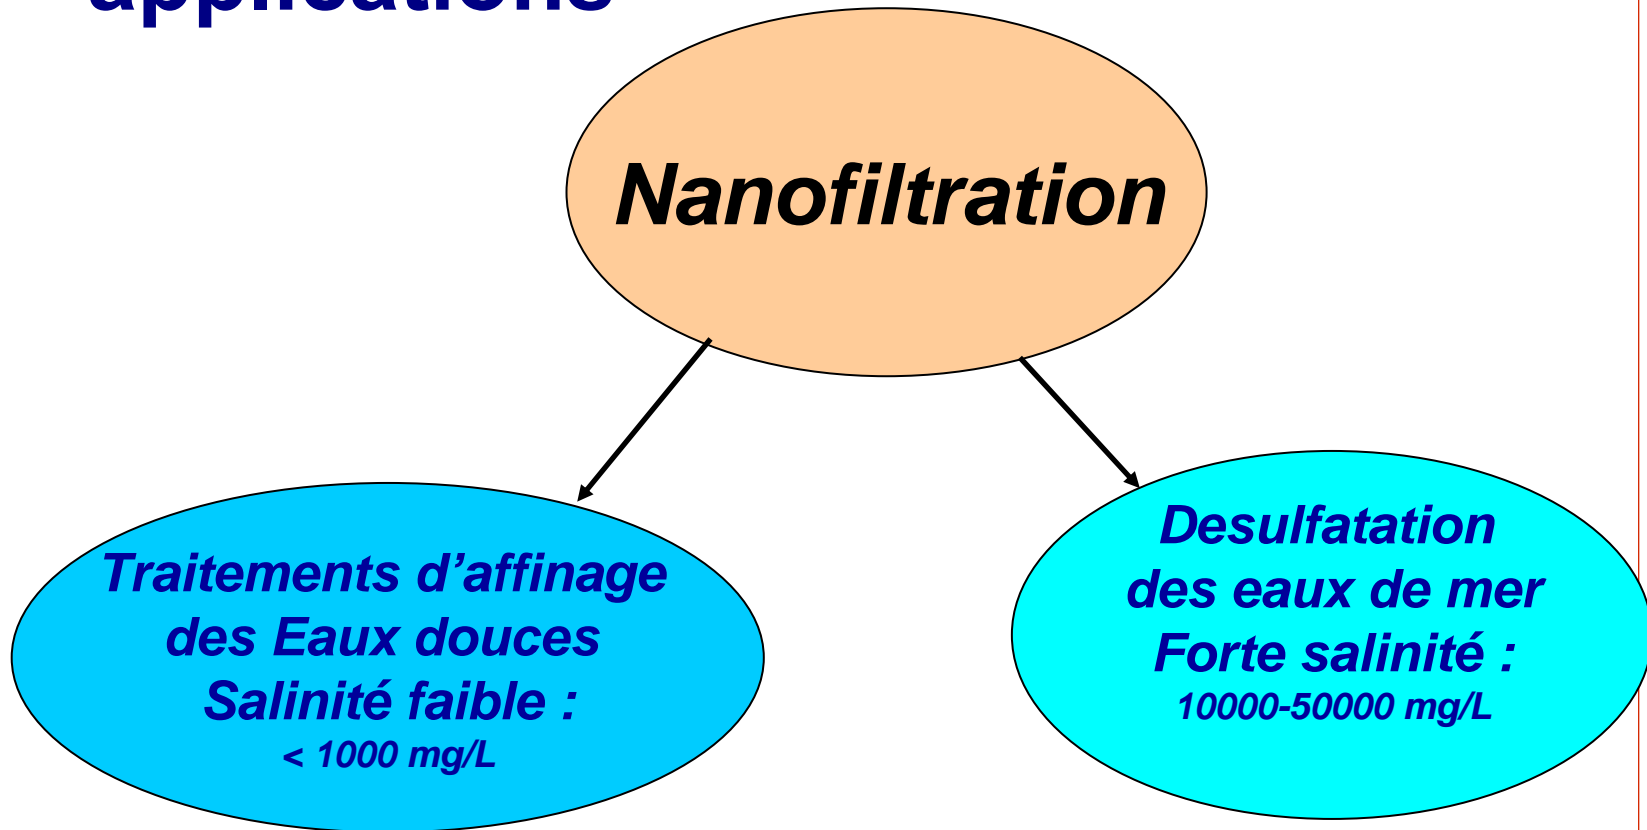 applications
Nanofiltration
Traitements d’affinage
des Eaux douces
Salinité faible :
< 1000 mg/L
Desulfatation
des eaux de mer
Forte salinité :
10000-50000 mg/L